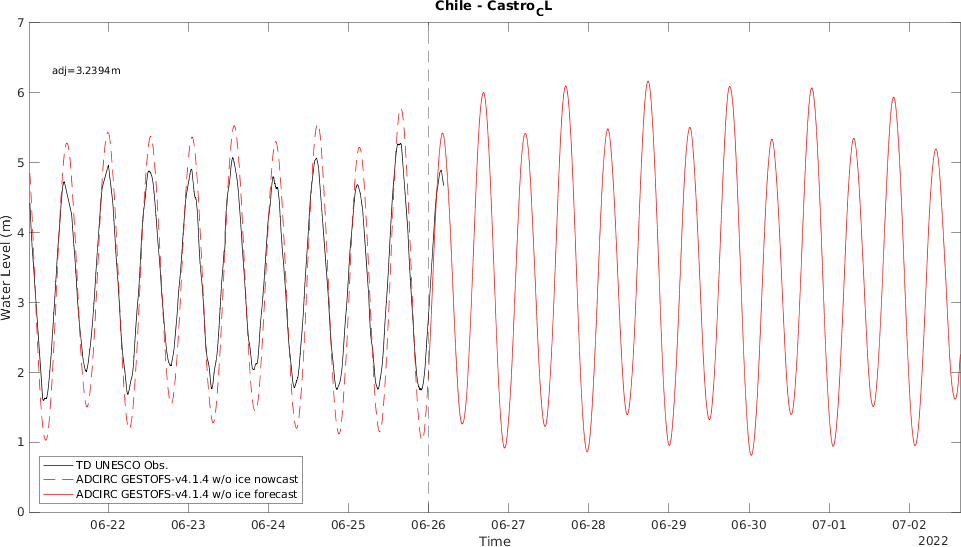 Chile - Castro_CL
7
6
5
4
3
2
1
0
Water Level (m)
adj=3.2394m
TD UNESCO Obs.
ADCIRC GESTOFS-v4.1.4 w/o ice nowcast
ADCIRC GESTOFS-v4.1.4 w/o ice forecast
06-22 06-23 06-24 06-25 06-26 06-27 06-28 06-29 06-30 07-01 07-02
Time
2022